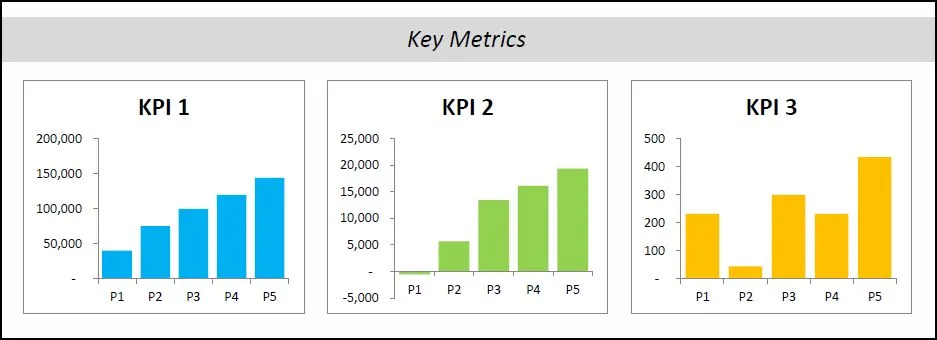 Key Metrics
KPI 1
200,000
150,000
100,000
50,000
-
P1 P2 P3 P4 P5
KPI 2
25,000
20,000
15,000
10,000
5,000
-
-5,000
P1 P2 P3 P4 P5
KPI 3
500
400
300
200
100
-
P1 P2 P3 P4 P5